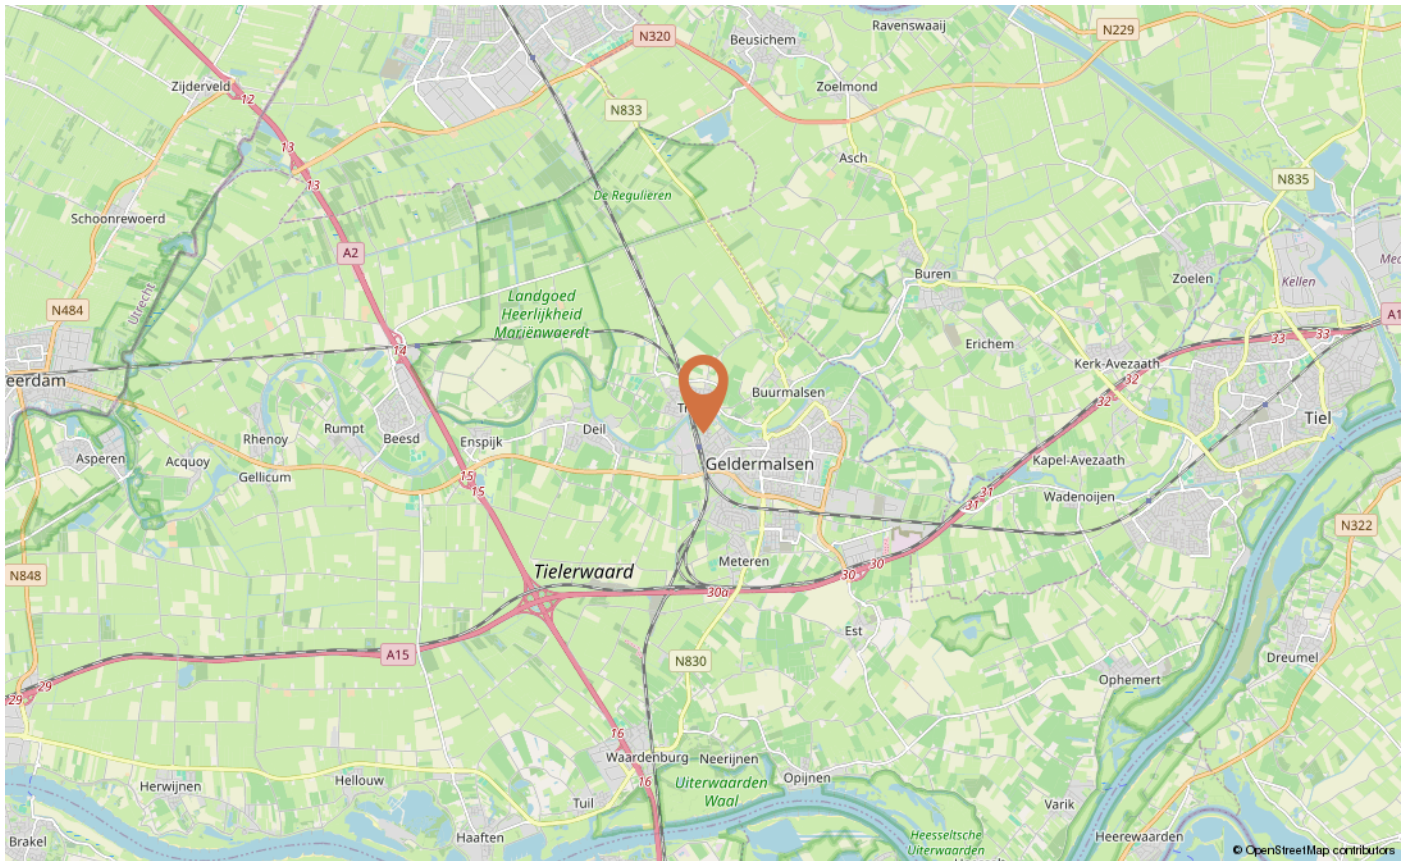 Ravenswaaij
N229
N320
Beusichem
Zijderveld
12
Zoelmond
N833
13
Asch
13
N835
De Regulieren
Schoonrewoerd
A2
Mec
Buren
Zoelen
Kellen
Utrecht
Landgoed
Heerlijkheid
Mariënwaerdt
N484
A1
33
33
Erichem
14
Kerk-Avezaath
32
eerdam
Buurmalsen
32
Tiel
Rumpt
Deil
Rhenoy
Beesd
Enspijk
Asperen
Acquoy
Geldermalsen
Kapel-Avezaath
Gellicum
15
15
31
31
Wadenoijen
N322
Meteren
30
30
Tielerwaard
N848
30a
Est
A15
N830
Dreumel
Ophemert
29
29
16
Waardenburg
Neerijnen
Hellouw
Herwijnen
16
Opijnen
Uiterwaarden
Waal
Tuil
Varik
Haaften
Heesseltsche
Uiterwaarden
Heerewaarden
Brakel
© OpenStreetMap contributors